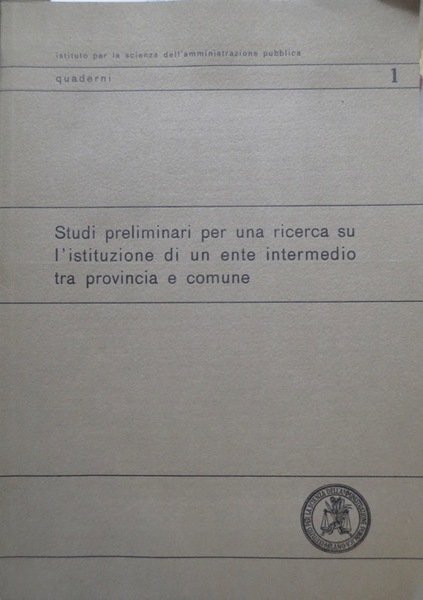 istituto per la scienza dell'amministrazione pubblica
quaderni 1
Studi preliminari per una ricerca su
l'istituzione di un ente intermedio
tra provincia e comune